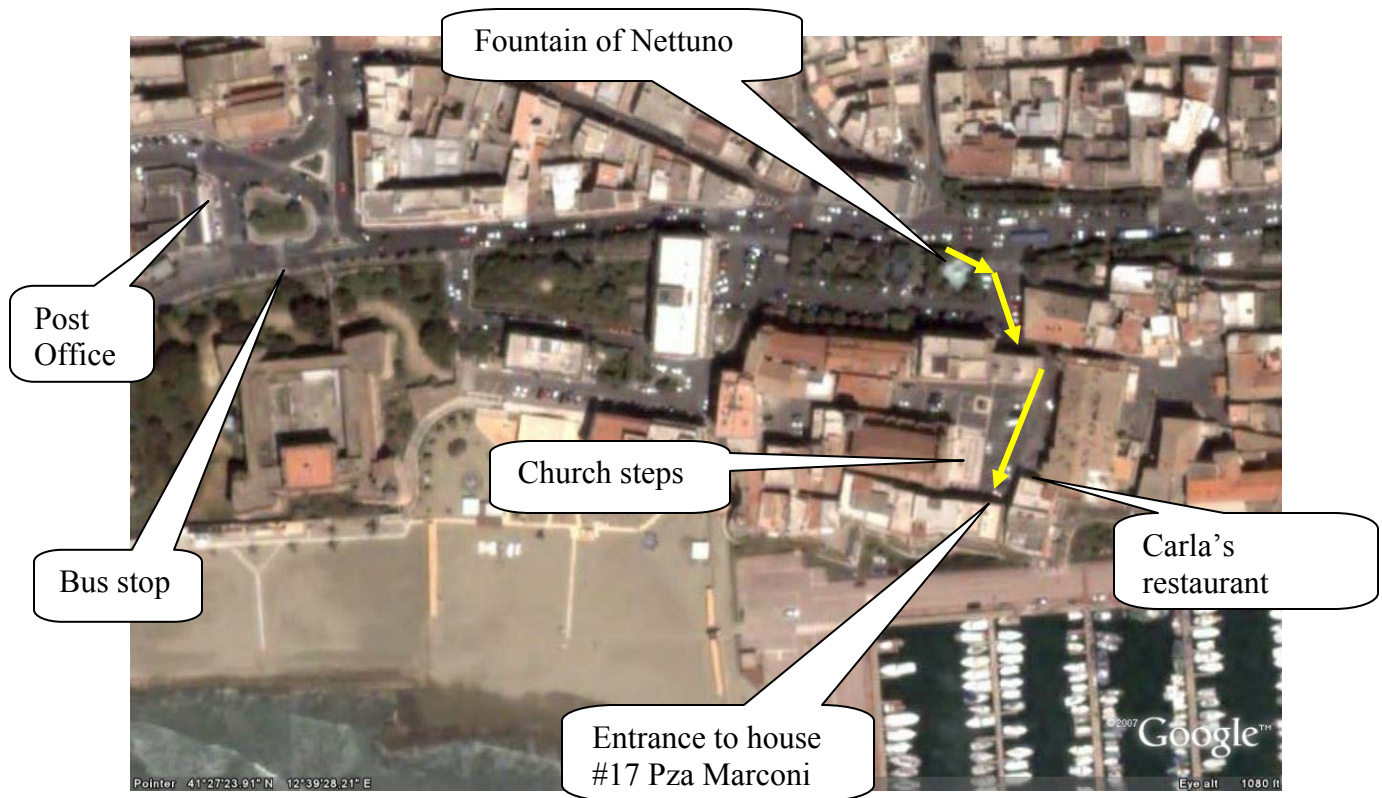 Fountain of Nettuno
Post
Office
Church steps
Carla's
restaurant
Bus stop
Entrance to house
#17 Pza Marconi
©2007 Google™
Pointer 41°27'23.91" N 12°39'28.21" E
Eye alt 1080 ft